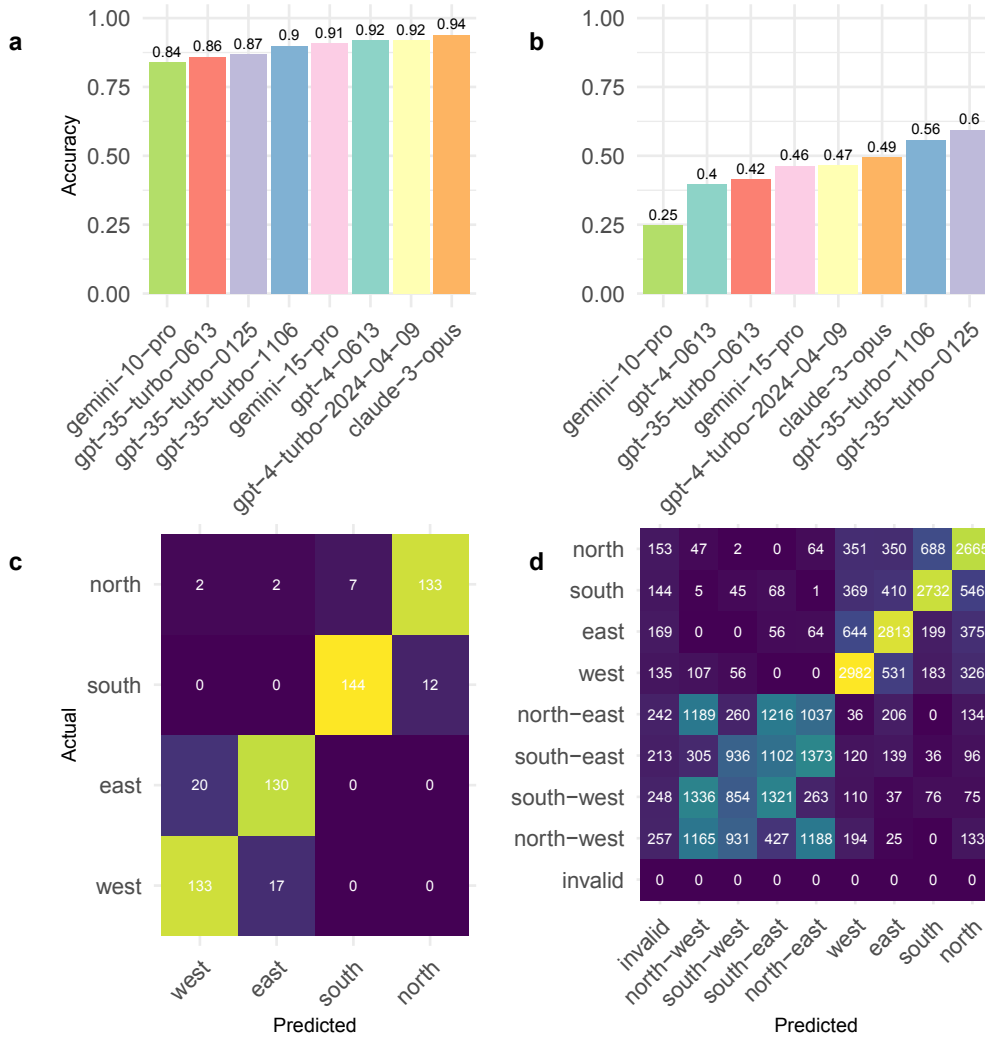 a
Accuracy
1.00
0.75
0.50
0.25
0.00
0.84
0.86
0.87
0.9
0.91
0.92
0.92
0.94
gemini−10−pro
gpt−35−turbo−0613
gpt−35−turbo−0125
gpt−35−turbo−1106
gemini−15−pro
gpt−4−0613
gpt−4−turbo−2024−04−09
claude−3−opus
b
1.00
0.75
0.50
0.25
0.00
0.25
0.4
0.42
0.46
0.47
0.49
0.56
0.6
gemini−10−pro
gpt−4−0613
gpt−35−turbo−0613
gemini−15−pro
gpt−4−turbo−2024−04−09
claude−3−opus
gpt−35−turbo−1106
gpt−35−turbo−0125
c
Actual
north 2 2 7 133
south 0 0 144 12
east 20 130 0 0
west 133 17 0 0
west east south north
Predicted
d
north 153 47 2 0 64 351 350 688 2665
south 144 5 45 68 1 369 410 2732 546
east 169 0 0 56 64 644 2813 199 375
west 135 107 56 0 0 2982 531 183 326
north−east 242 1189 260 1216 1037 36 206 0 134
south−east 213 305 936 1102 1373 120 139 36 96
south−west 248 1336 854 1321 263 110 37 76 75
north−west 257 1165 931 427 1188 194 25 0 133
invalid 0 0 0 0 0 0 0 0 0
invalid north−west south−west south−east north−east west east south north
Predicted